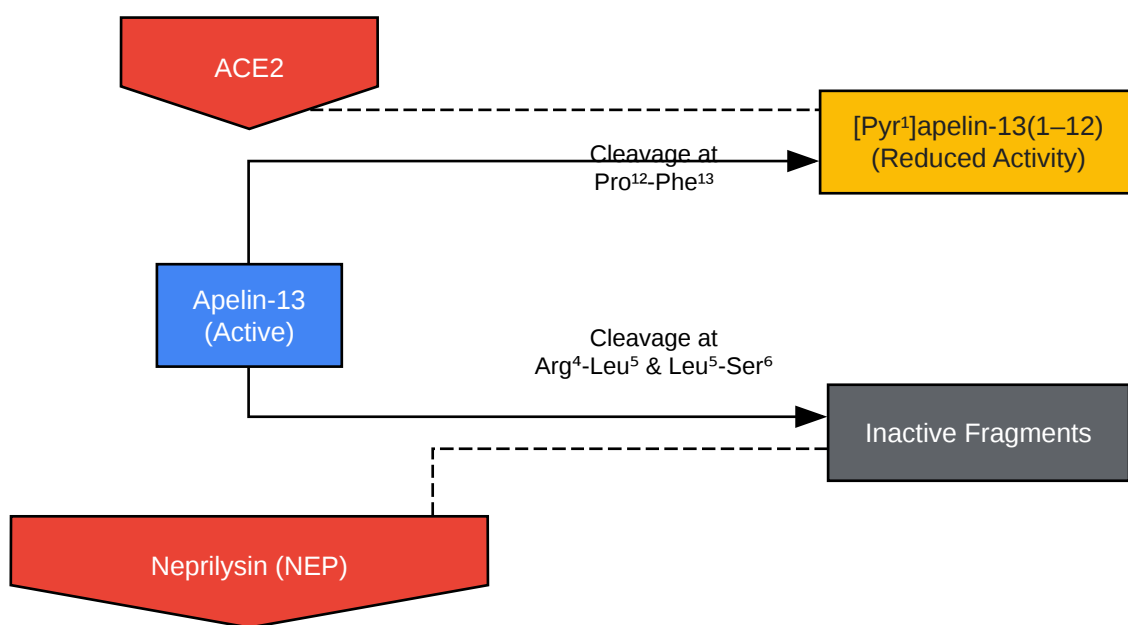 ACE2
[Pyr¹]apelin-13(1–12)
(Reduced Activity)
Cleavage at
Pro¹²-Phe¹³
Apelin-13
(Active)
Cleavage at
Arg⁴-Leu⁵ & Leu⁵-Ser⁶
Inactive Fragments
Neprilysin (NEP)